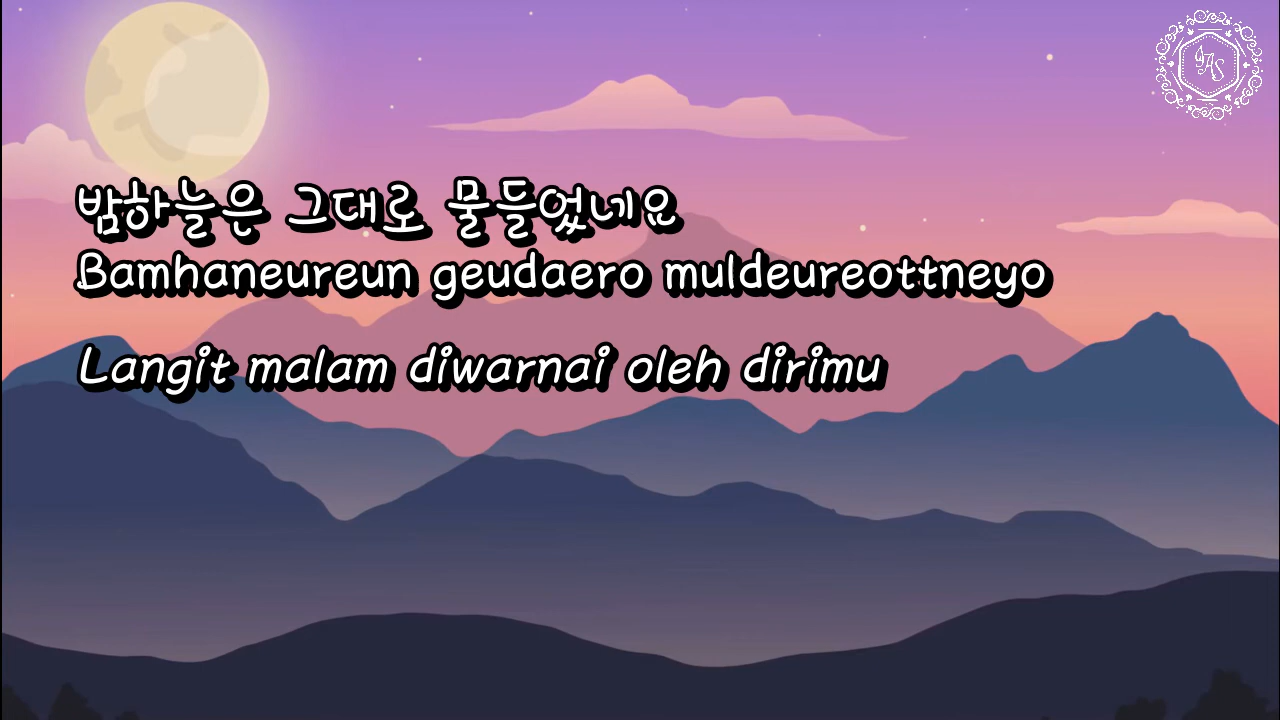 밤하늘은 그대로 물들었네요
Bamhaneureun geudaero muldeureottneyo
Langit malam diwarnai oleh dirimu
IAS